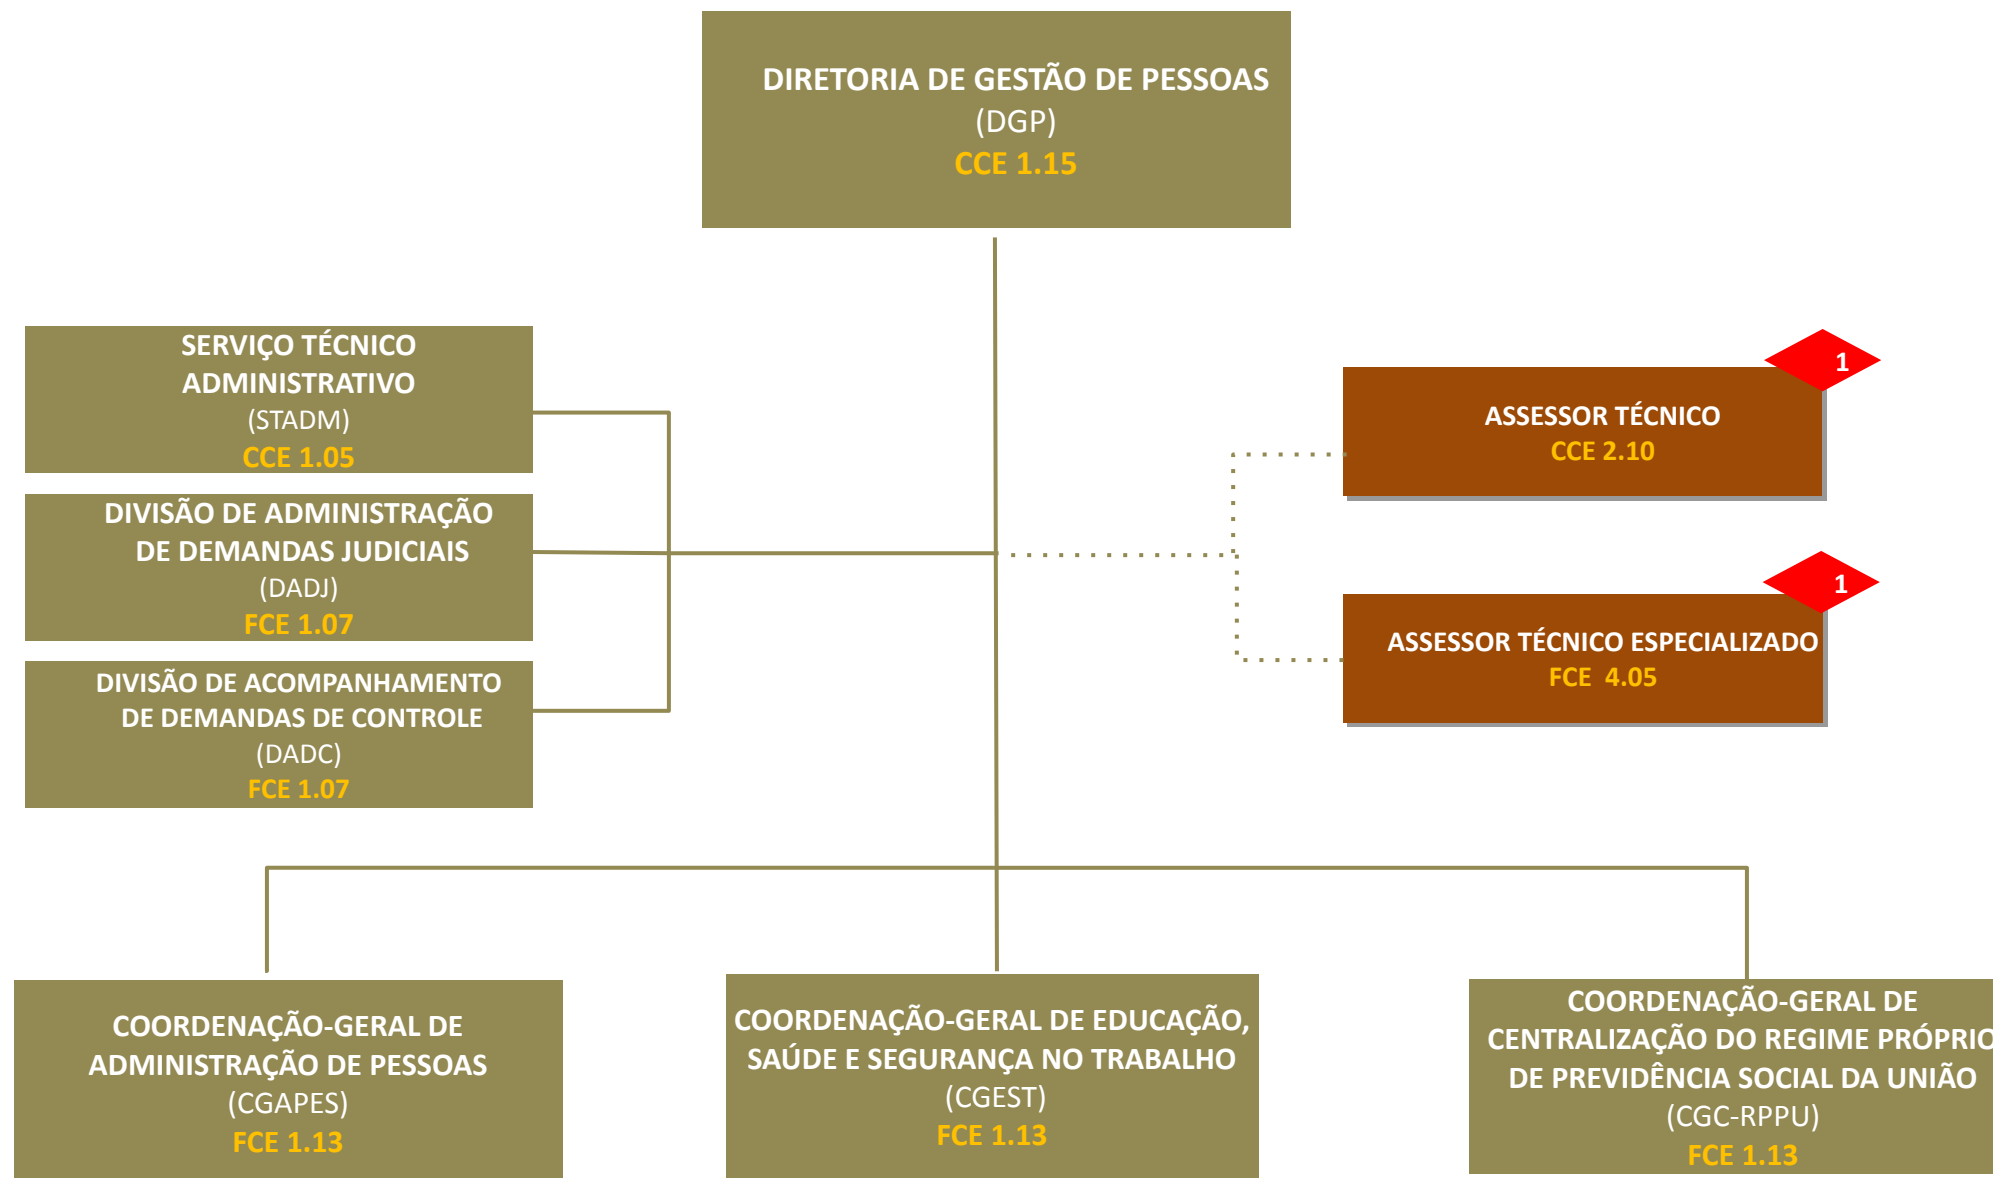 DIRETORIA DE GESTÃO DE PESSOAS
(DGP)
CCE 1.15
SERVIÇO TÉCNICO
ADMINISTRATIVO
(STADM)
CCE 1.05
DIVISÃO DE ADMINISTRAÇÃO
DE DEMANDAS JUDICIAIS
(DADJ)
FCE 1.07
DIVISÃO DE ACOMPANHAMENTO
DE DEMANDAS DE CONTROLE
(DADC)
FCE 1.07
1
ASSESSOR TÉCNICO
CCE 2.10
1
ASSESSOR TÉCNICO ESPECIALIZADO
FCE 4.05
COORDENAÇÃO-GERAL DE
ADMINISTRAÇÃO DE PESSOAS
(CGAPES)
FCE 1.13
COORDENAÇÃO-GERAL DE EDUCAÇÃO,
SAÚDE E SEGURANÇA NO TRABALHO
(CGEST)
FCE 1.13
COORDENAÇÃO-GERAL DE
CENTRALIZAÇÃO DO REGIME PRÓPRIO
DE PREVIDÊNCIA SOCIAL DA UNIÃO
(CGC-RPPU)
FCE 1.13